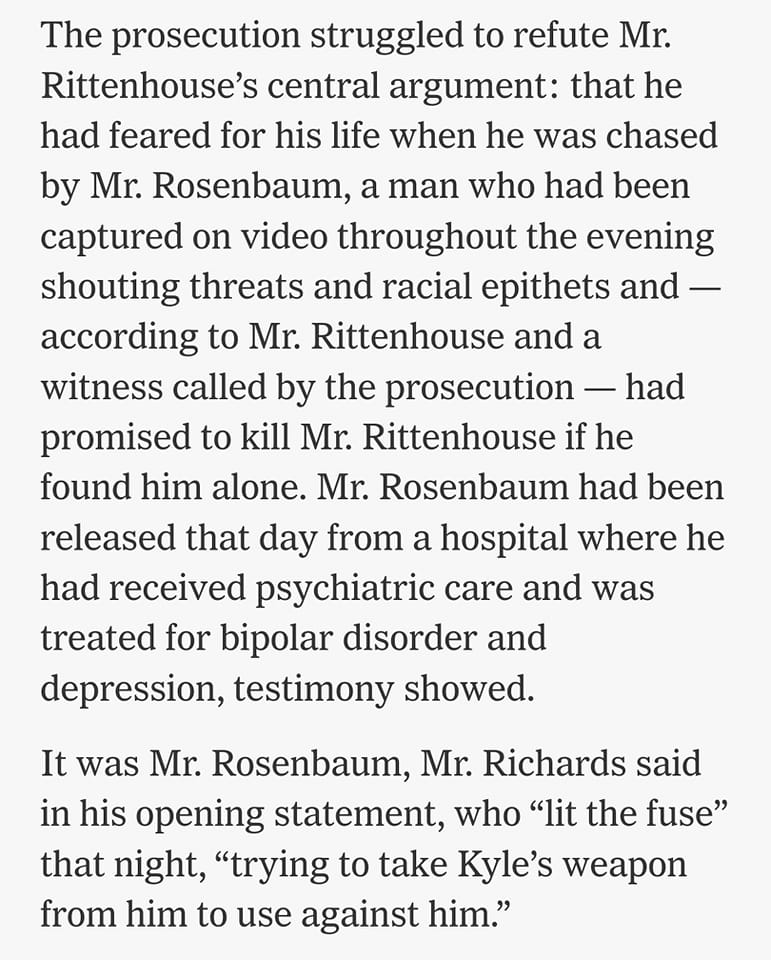 The prosecution struggled to refute Mr.
Rittenhouse’s central argument: that he
had feared for his life when he was chased
by Mr. Rosenbaum, a man who had been
captured on video throughout the evening
shouting threats and racial epithets and —
according to Mr. Rittenhouse and a
witness called by the prosecution — had
promised to kill Mr. Rittenhouse if he
found him alone. Mr. Rosenbaum had been
released that day from a hospital where he
had received psychiatric care and was
treated for bipolar disorder and
depression, testimony showed.
It was Mr. Rosenbaum, Mr. Richards said
in his opening statement, who “lit the fuse”
that night, “trying to take Kyle’s weapon
from him to use against him.”